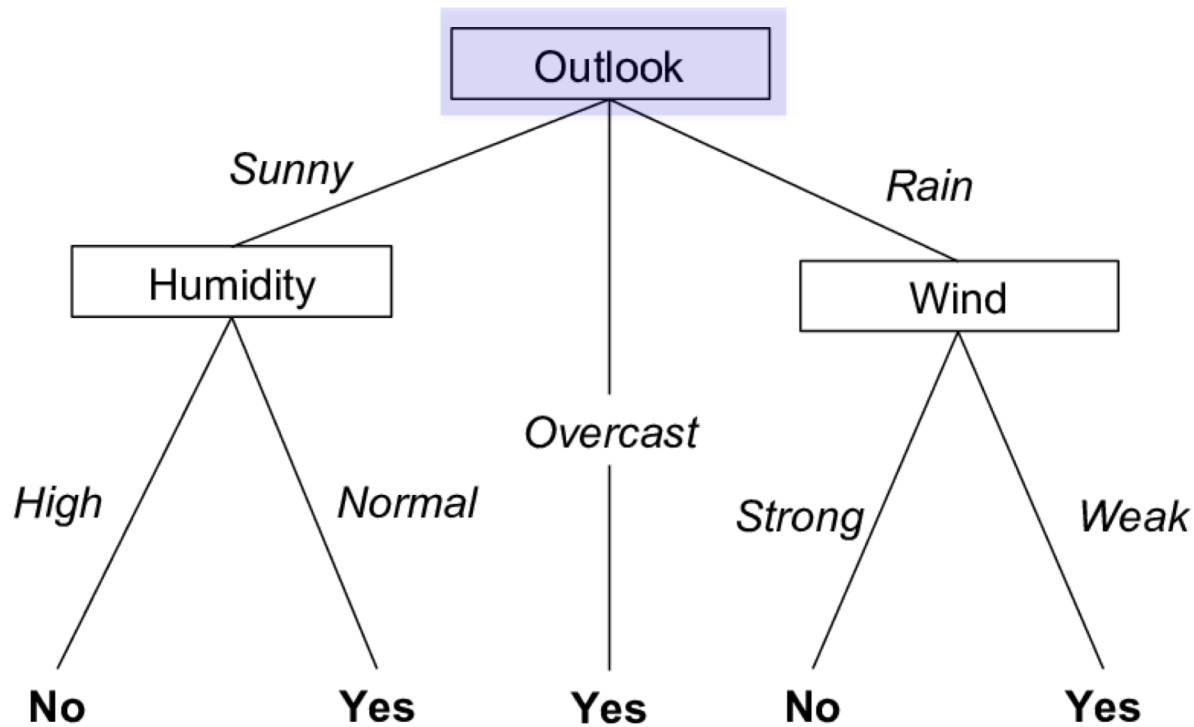 Outlook
Sunny
Rain
Humidity
Wind
Overcast
High
Normal
Strong
Weak
No
Yes
Yes
No
Yes